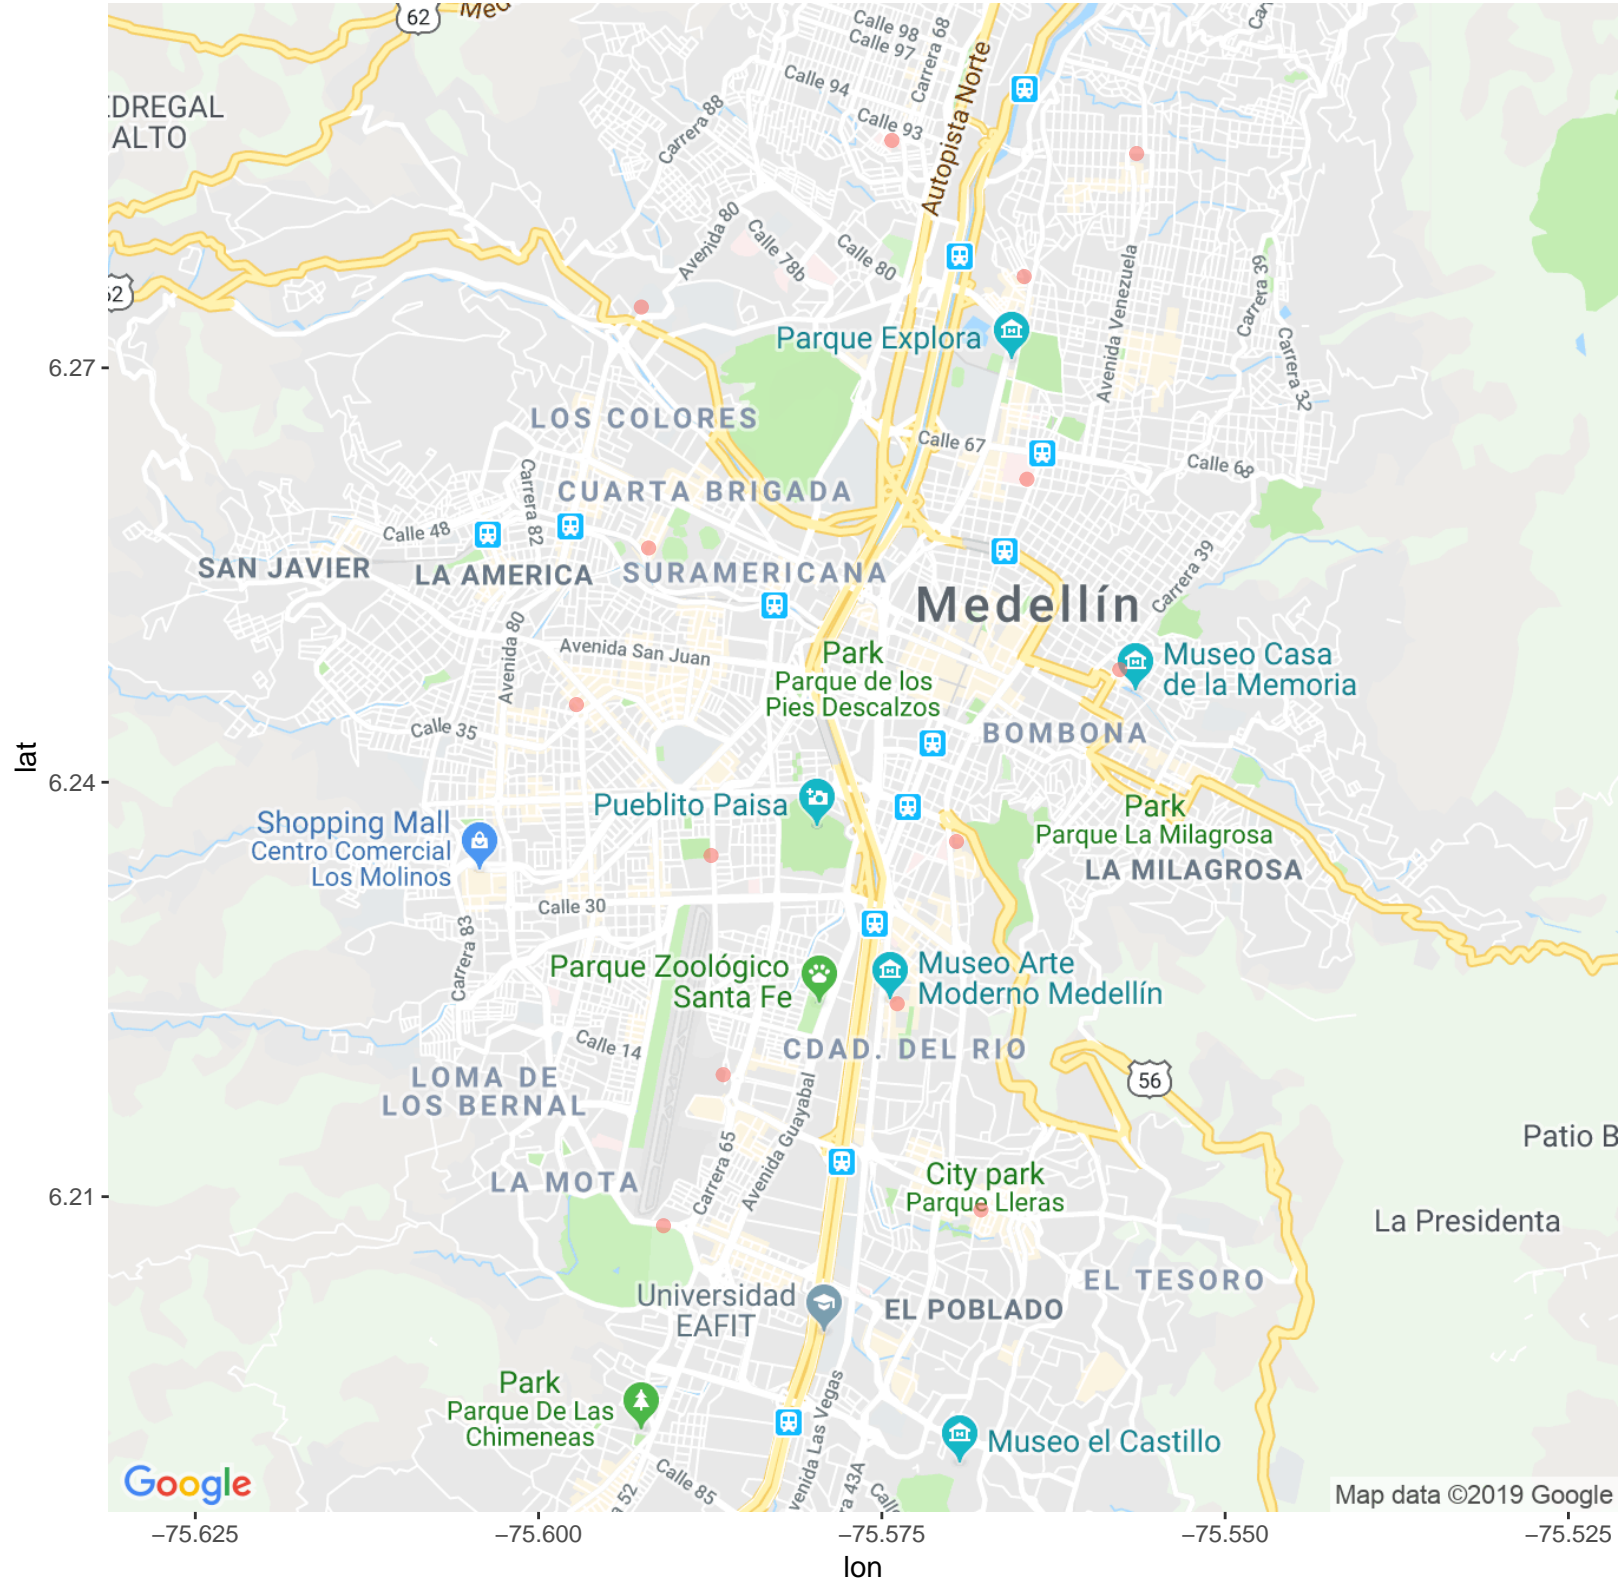 62
Calle 98
Calle 97
Carrera 68
Calle 94
Autopista Norte
EDREGAL
ALTO
Carrera 88
Calle 93
Avenida 80
Calle 78b
Calle 80
Avenida Venezuela
Carrera 39
62
Parque Explora
Carrera 32
6.27
LOS COLORES
Calle 67
Calle 68
CUARTA BRIGADA
Carrera 82
Calle 48
SAN JAVIER
LA AMERICA
SURAMERICANA
Medellín
Carrera 39
Avenida 80
Avenida San Juan
Park
Parque de los
Pies Descalzos
Museo Casa
de la Memoria
Calle 35
BOMBONA
lat
6.24
Pueblito Paisa
Park
Parque La Milagrosa
Shopping Mall
Centro Comercial
Los Molinos
LA MILAGROSA
Calle 30
Carrera 83
Parque Zoológico
Santa Fe
Museo Arte
Moderno Medellín
Calle 14
CDAD. DEL RIO
LOMA DE
LOS BERNAL
56
Avenida Guayabal
Carrera 65
Patio B
LA MOTA
City park
Parque Lleras
6.21
La Presidenta
EL TESORO
Universidad
EAFIT
EL POBLADO
Park
Parque De Las
Chimeneas
venida Las Vegas
Museo el Castillo
Calle 85
a 52
ra 43A
Calle
Google
Map data ©2019 Google
−75.625
−75.600
−75.575
−75.550
−75.525
lon